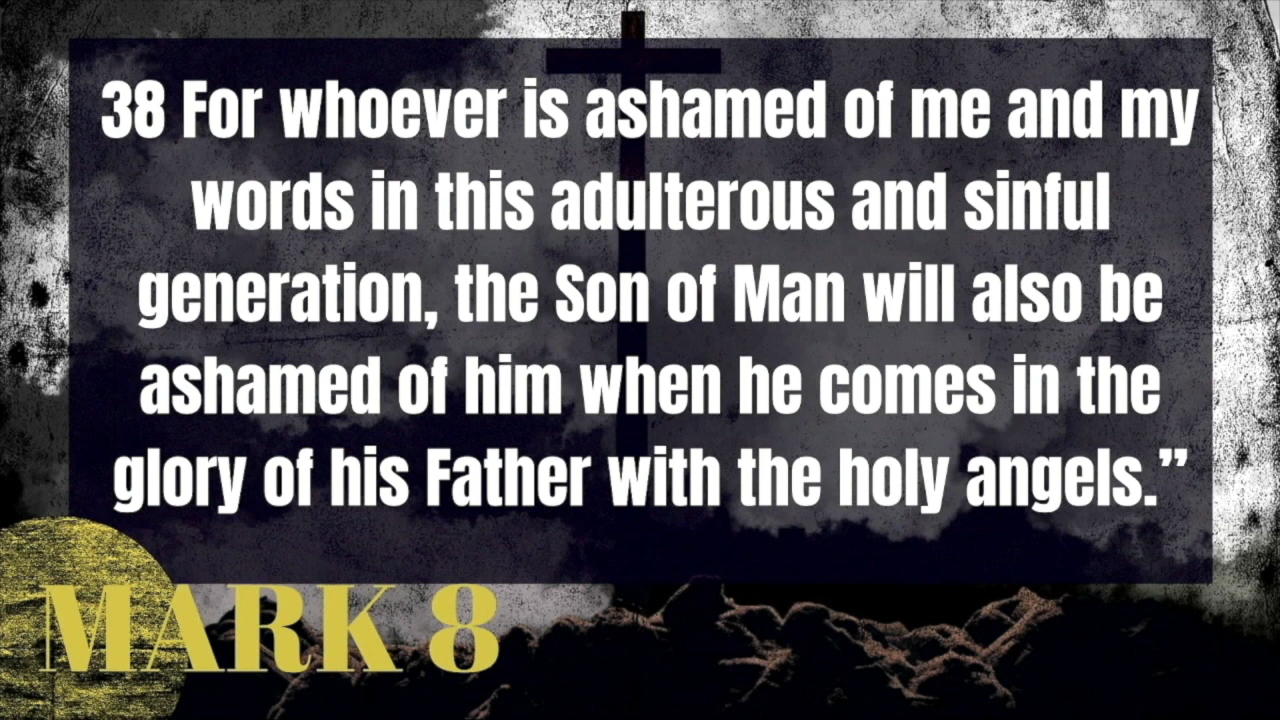 38 For whoever is ashamed of me and my
words in this adulterous and sinful
generation, the Son of Man will also be
ashamed of him when he comes in the
glory of his Father with the holy angels.”
MARK 8